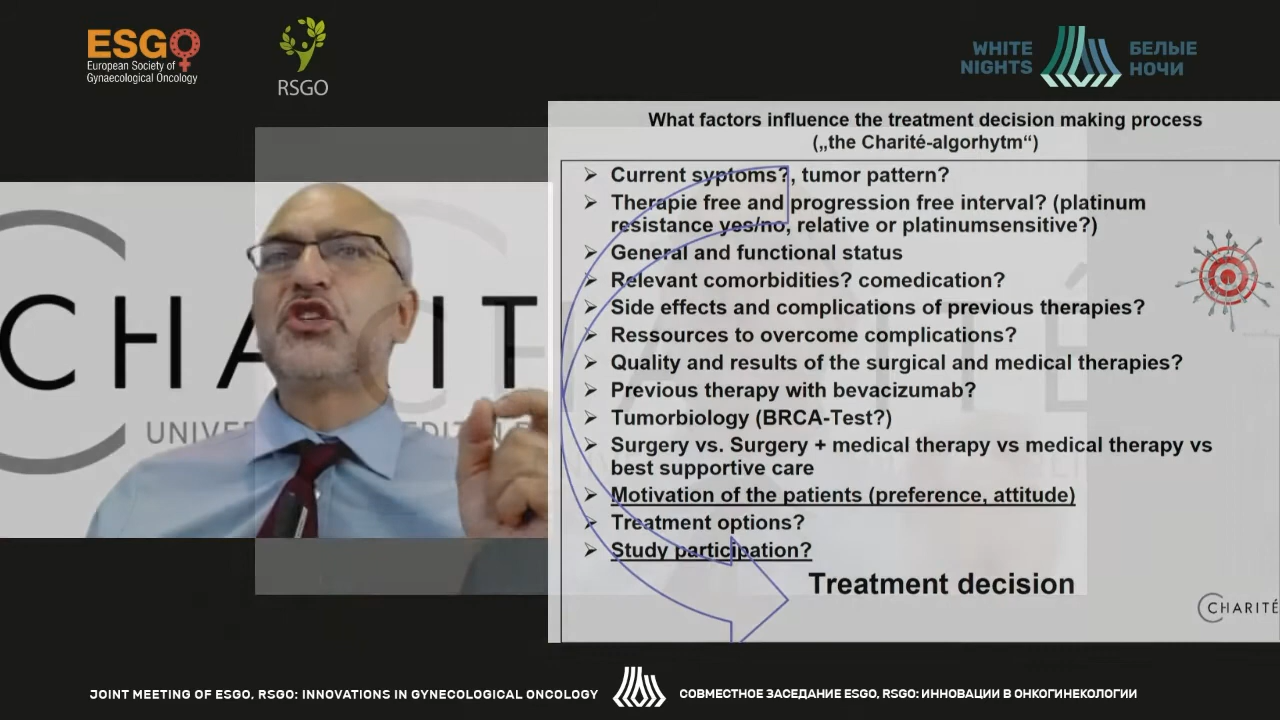 ESGO
European Society of
Gynaecological Oncology
RSGO
WHITE
NIGHTS
БЕЛЫЕ
НОЧИ
What factors influence the treatment decision making process
(„the Charité-algorhytm“)
Current syptoms?, tumor pattern?
Therapie free and progression free interval? (platinum
resistance yes/no, relative or platinumsensitive?)
General and functional status
Relevant comorbidities? comedication?
Side effects and complications of previous therapies?
Ressources to overcome complications?
Quality and results of the surgical and medical therapies?
Previous therapy with bevacizumab?
Tumorbiology (BRCA-Test?)
Surgery vs. Surgery + medical therapy vs medical therapy vs
best supportive care
Motivation of the patients (preference, attitude)
Treatment options?
Study participation?
Treatment decision
CHARITÉ
CHARIT
JOINT MEETING OF ESGO, RSGO: INNOVATIONS IN GYNECOLOGICAL ONCOLOGY
СОВМЕСТНОЕ ЗАСЕДАНИЕ ESGO, RSGO: ИННОВАЦИИ В ОНКОГИНЕКОЛОГИИ